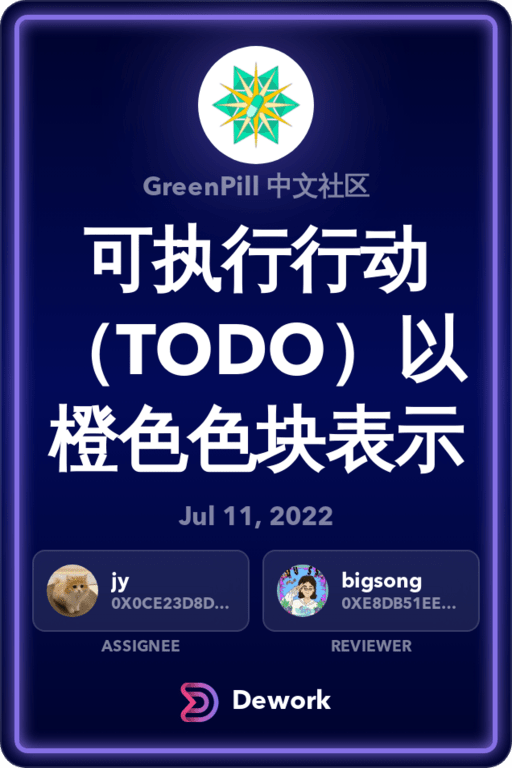 GreenPill 中文社区
可执行行动
（TODO）以
橙色色块表示
Jul 11, 2022
jy
0X0CE23D8D...
ASSIGNEE
bigsong
0XE8DB51EE...
REVIEWER
Dework